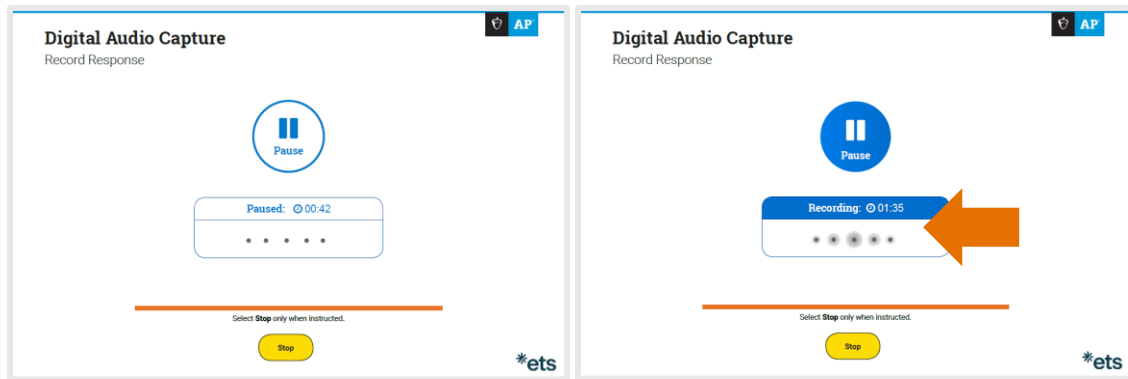 AP
Digital Audio Capture
Record Response
Pause
Paused: 00:42
Select Stop only when instructed.
Stop
*ets
AP
Digital Audio Capture
Record Response
Pause
Recording: 01:35
Select Stop only when instructed.
Stop
*ets